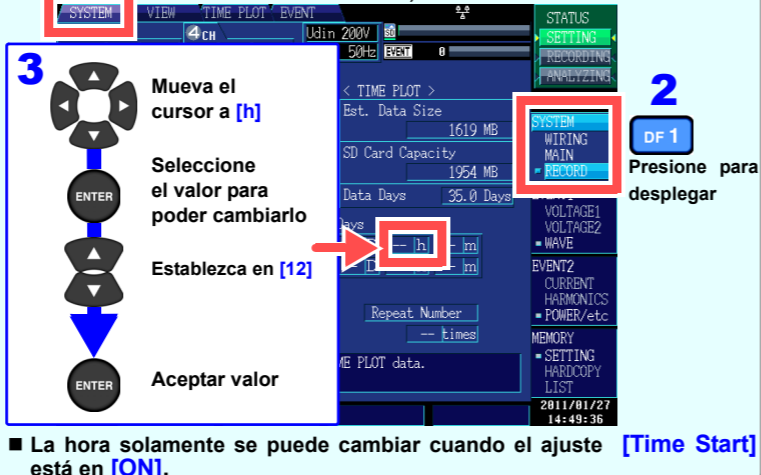 SYSTEM VIEW TIME PLOT EVENT
4CH Udin 200V SD
50Hz EVENT 0
STATUS
SETTING
RECORDING
ANALYZING
3
Mueva el
cursor a [h]
Seleccione
el valor para
poder cambiarlo
Establezca en [12]
Aceptar valor
ENTER
ENTER
< TIME PLOT >
Est. Data Size
1619 MB
SD Card Capacity
1954 MB
Data Days 35.0 Days
-- h -- m
-- m
Repeat Number
-- times
PLOT data.
SYSTEM
WIRING
MAIN
RECORD
VOLTAGE1
VOLTAGE2
WAVE
EVENT2
CURRENT
HARMONICS
POWER/etc
MEMORY
SETTING
HARDCOPY
LIST
2011/01/27
14:49:36
2
DF 1
Presione para
desplegar
■ La hora solamente se puede cambiar cuando el ajuste [Time Start]
está en [ON].